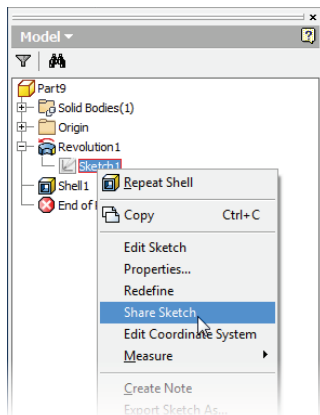 Model
Part9
Solid Bodies(1)
Origin
Revolution1
Sketch1
Shell1
End of
Repeat Shell
Copy Ctrl+C
Edit Sketch
Properties...
Redefine
Share Sketch
Edit Coordinate System
Measure
Create Note
Export Sketch As...